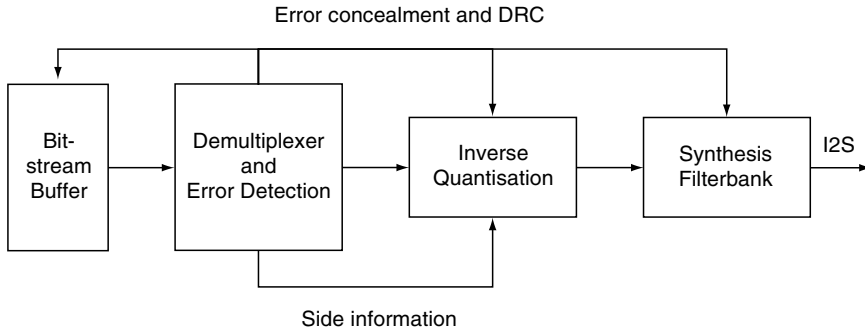 Error concealment and DRC
Bit-
stream
Buffer
Demultiplexer
and
Error Detection
Inverse
Quantisation
Synthesis
Filterbank
I2S
Side information